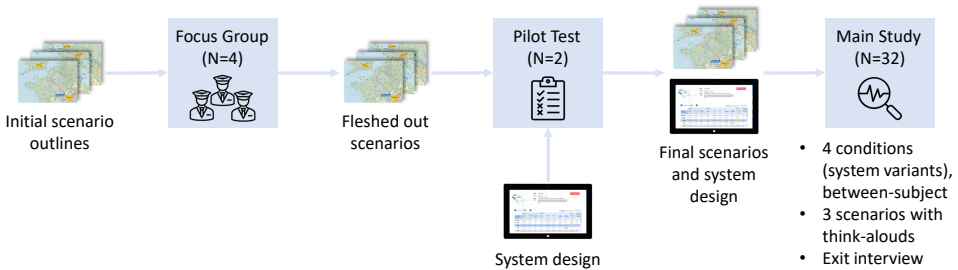 Initial scenario
outlines
Focus Group
(N=4)
Fleshed out
scenarios
Pilot Test
(N=2)
System design
Final scenarios
and system
design
Main Study
(N=32)
• 4 conditions
(system variants),
between-subject
• 3 scenarios with
think-alouds
• Exit interview